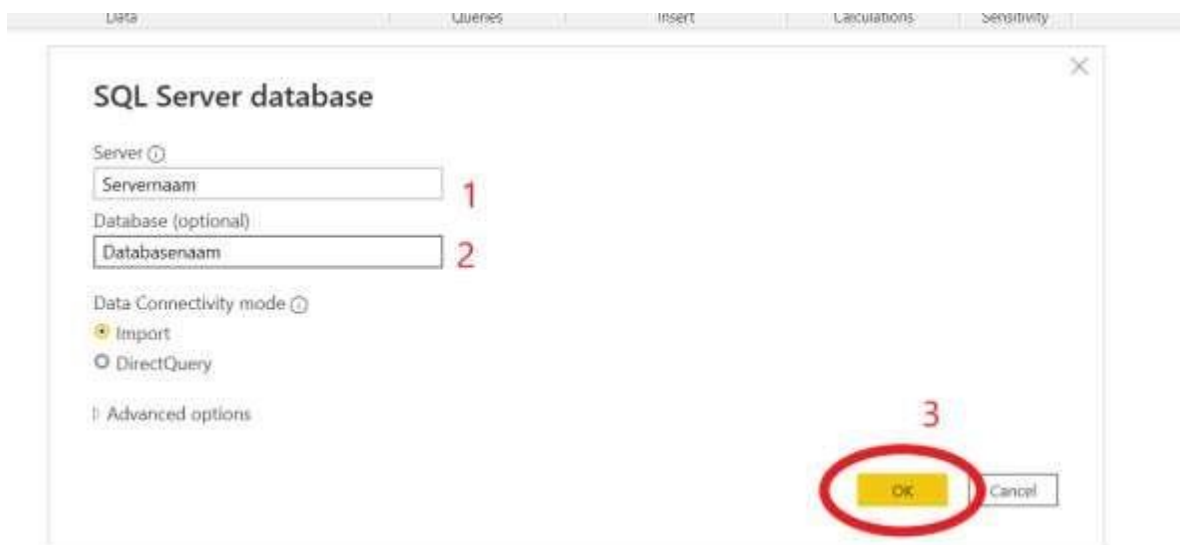 Data Queries Insert Calculations Sensitivity
SQL Server database
Server
Servernaam
1
Database (optional)
Databasenaam
2
Data Connectivity mode
Import
DirectQuery
Advanced options
3
OK Cancel